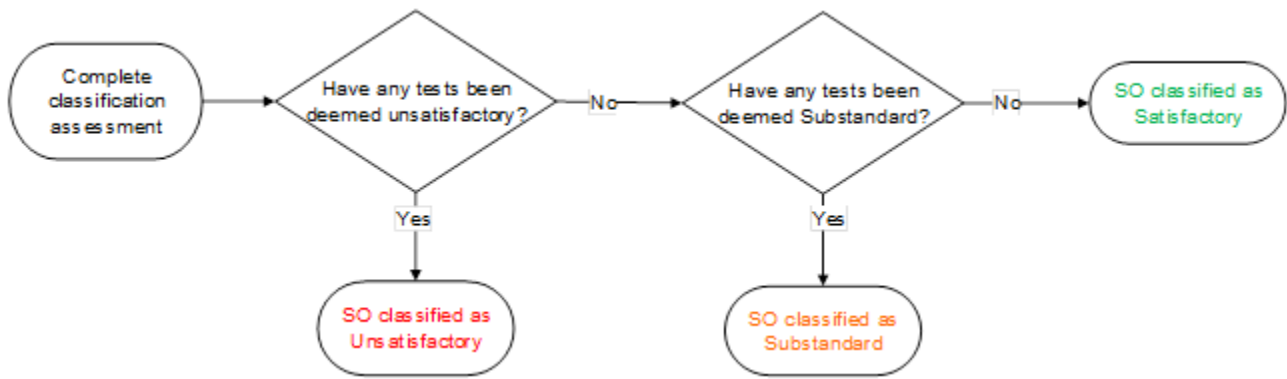 Complete
classification
assessment
Have any tests been
deemed unsatisfactory?
No
Have any tests been
deemed Substandard?
No
SO classified as
Satisfactory
Yes
Yes
SO classified as
Unsatisfactory
SO classified as
Substandard